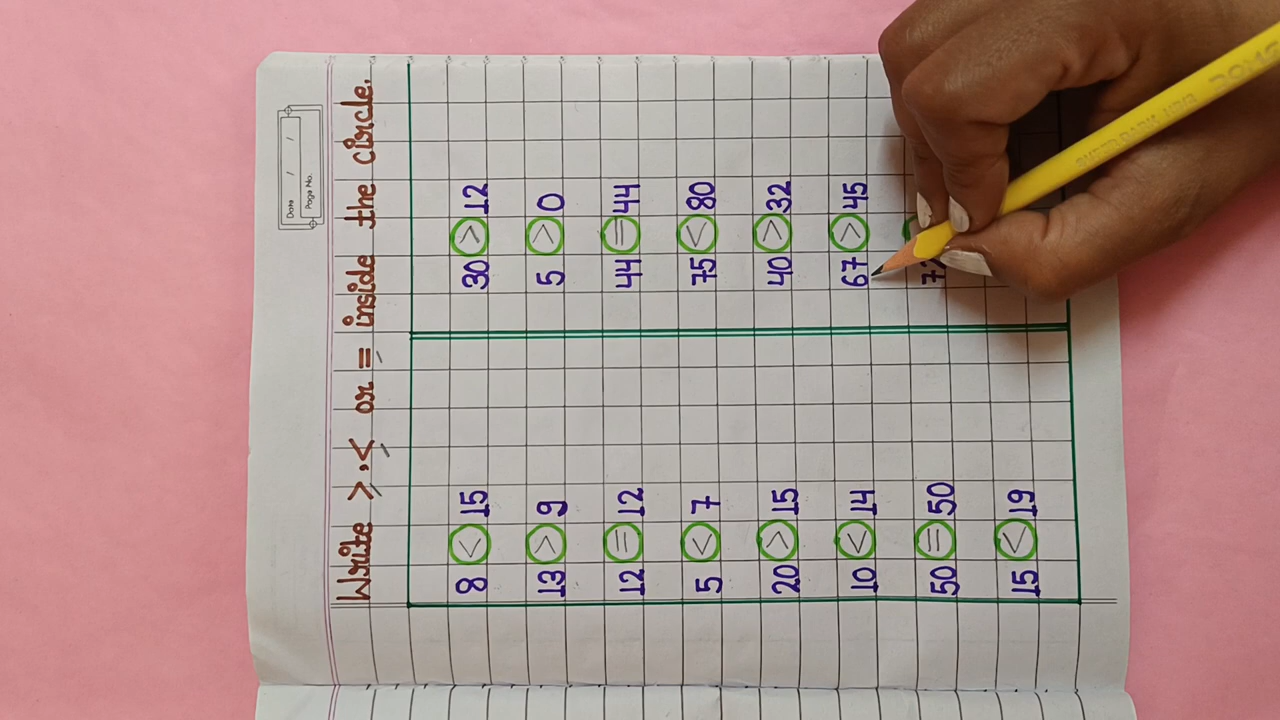 Date / /
Page No.
Write >, < or = inside the circle.
8 < 15
13 > 9
12 = 12
5 < 7
20 > 15
10 < 14
50 = 50
15 < 19
30 > 12
5 > 0
44 = 44
75 < 80
40 > 32
67 > 45